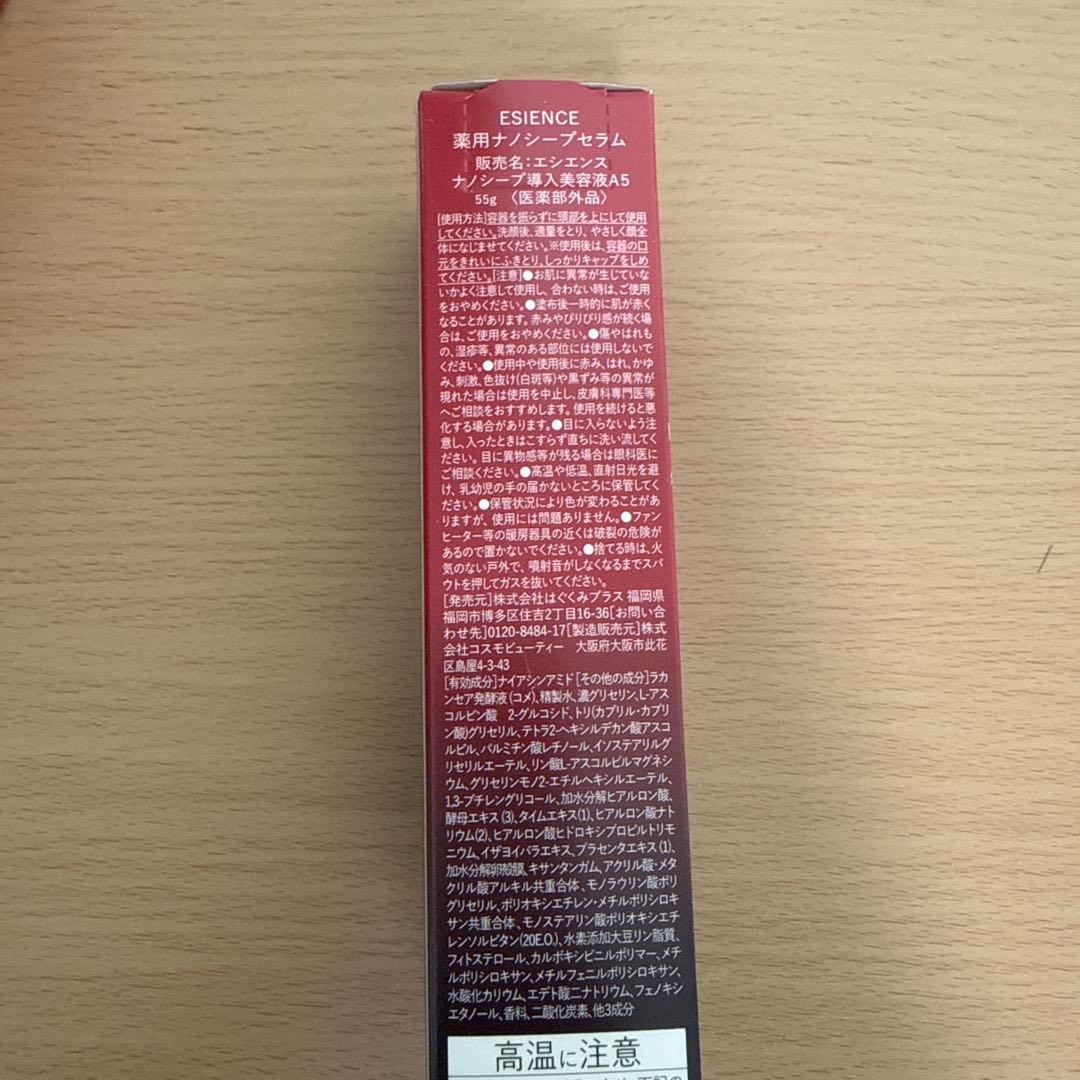 ESIENCE
薬用ナノシープセラム
販売名：エシエンス
ナノシープ導入美容液A5
55g 〈医薬部外品〉
[使用方法]容器を振らずに頭部を上にして使用
してください。洗顔後、適量をとり、やさしく顔全
体になじませてください。※使用後は、容器の口
元をきれいにふきとり、しっかりキャップをしめ
てください。[注意]●お肌に異常が生じていな
いかよく注意して使用し、合わない時は、ご使用
をおやめください。●塗布後一時的に肌が赤く
なることがあります。赤みやぴりぴり感が続く場
合は、ご使用をおやめください。●傷やはれも
の、湿疹等、異常のある部位には使用しないで
ください。●使用中や使用後に赤み、はれ、かゆ
み、刺激、色抜け(白斑等)や黒ずみ等の異常が
現れた場合は使用を中止し、皮膚科専門医等
へご相談をおすすめします。使用を続けると悪
化する場合があります。●目に入らないよう注
意し、入ったときはこすらず直ちに洗い流してく
ださい。目に異物感等が残る場合は眼科医に
ご相談ください。●高温や低温、直射日光を避
け、乳幼児の手の届かないところに保管してく
ださい。●保管状況により色が変わることがあ
りますが、使用には問題ありません。●ファン
ヒーター等の暖房器具の近くは破裂の危険が
あるので置かないでください。●捨てる時は、火
気のない戸外で、噴射音がしなくなるまでスパ
ウトを押してガスを抜いてください。
[発売元]株式会社はぐくみプラス 福岡県
福岡市博多区住吉2丁目16-36[お問い合
わせ先]0120-8484-17[製造販売元]株式
会社コスモビューティー 大阪府大阪市此花
区島屋4-3-43
[有効成分]ナイアシンアミド[その他の成分]ラカ
ンセア発酵液(コメ)、精製水、濃グリセリン、L-アス
コルビン酸 2-グルコシド、トリ(カプリル・カプリ
ン酸)グリセリル、テトラ2-ヘキシルデカン酸アスコ
ルビル、パルミチン酸レチノール、イソステアリルグ
リセリルエーテル、リン酸L-アスコルビルマグネシ
ウム、グリセリンモノ2-エチルヘキシルエーテル、
1,3-ブチレングリコール、加水分解ヒアルロン酸、
酵母エキス(3)、タイムエキス(1)、ヒアルロン酸ナト
リウム(2)、ヒアルロン酸ヒドロキシプロピルトリモ
ニウム、イザヨイバラエキス、プラセンタエキス(1)、
加水分解卵殻膜、キサンタンガム、アクリル酸・メタ
クリル酸アルキル共重合体、モノラウリン酸ポリ
グリセリル、ポリオキシエチレン・メチルポリシロキ
サン共重合体、モノステアリン酸ポリオキシエチ
レンソルビタン(20E.O.)、水素添加大豆リン脂質、
フィトステロール、カルボキシビニルポリマー、メチ
ルポリシロキサン、メチルフェニルポリシロキサン、
水酸化カリウム、エデト酸二ナトリウム、フェノキシ
エタノール、香料、二酸化炭素、他3成分
高温に注意